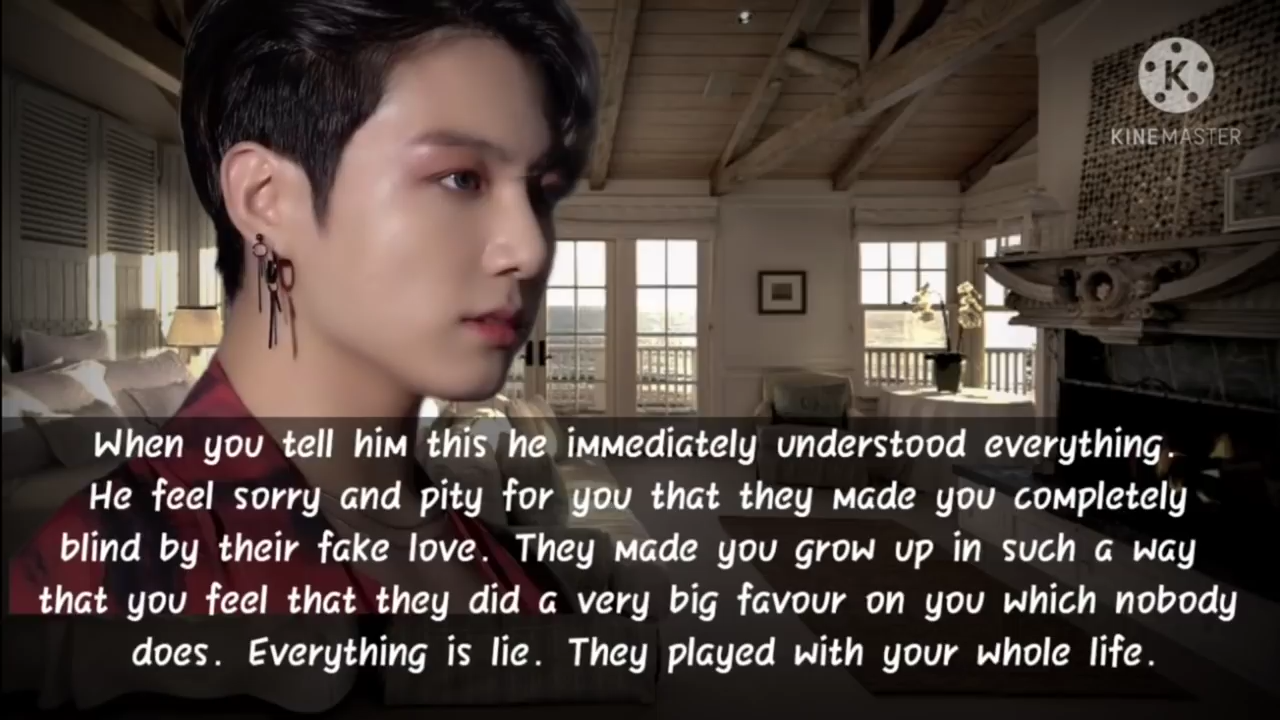 K
KINEMASTER
When you tell him this he immediately understood everything.
He feel sorry and pity for you that they made you completely
blind by their fake love. They made you grow up in such a way
that you feel that they did a very big favour on you which nobody
does. Everything is lie. They played with your whole life.